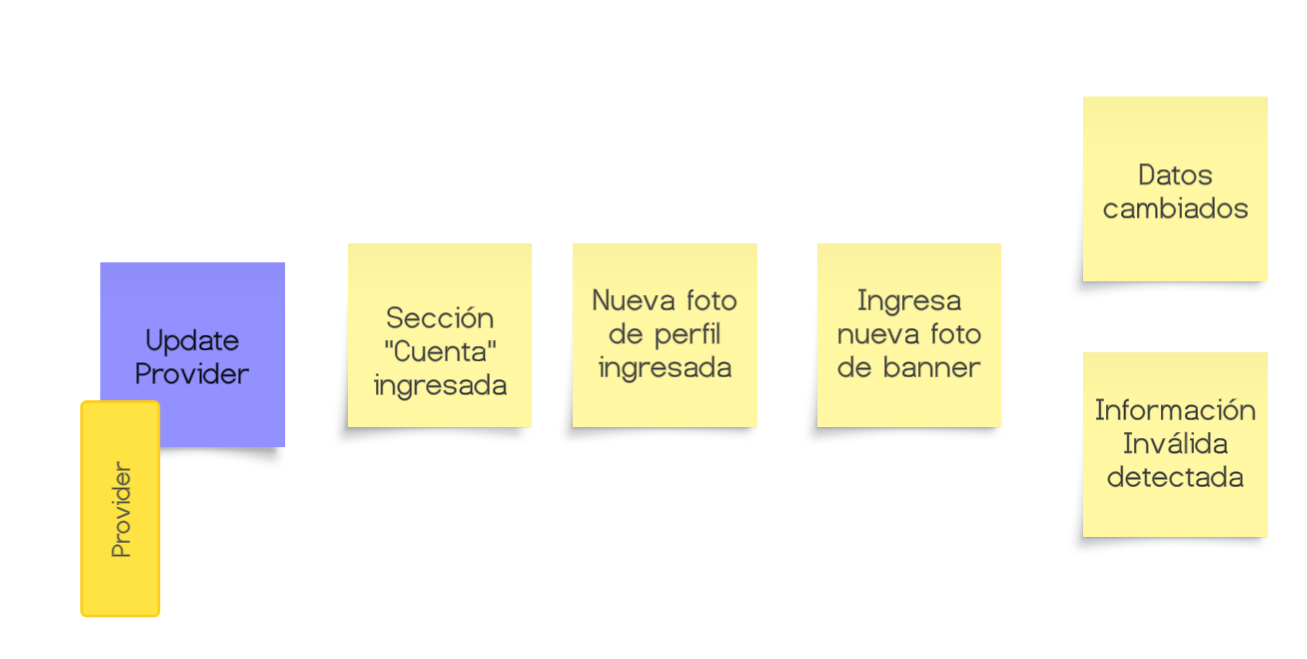 Update
Provider
Provider
Sección
"Cuenta"
ingresada
Nueva foto
de perfil
ingresada
Ingresa
nueva foto
de banner
Datos
cambiados
Información
Inválida
detectada